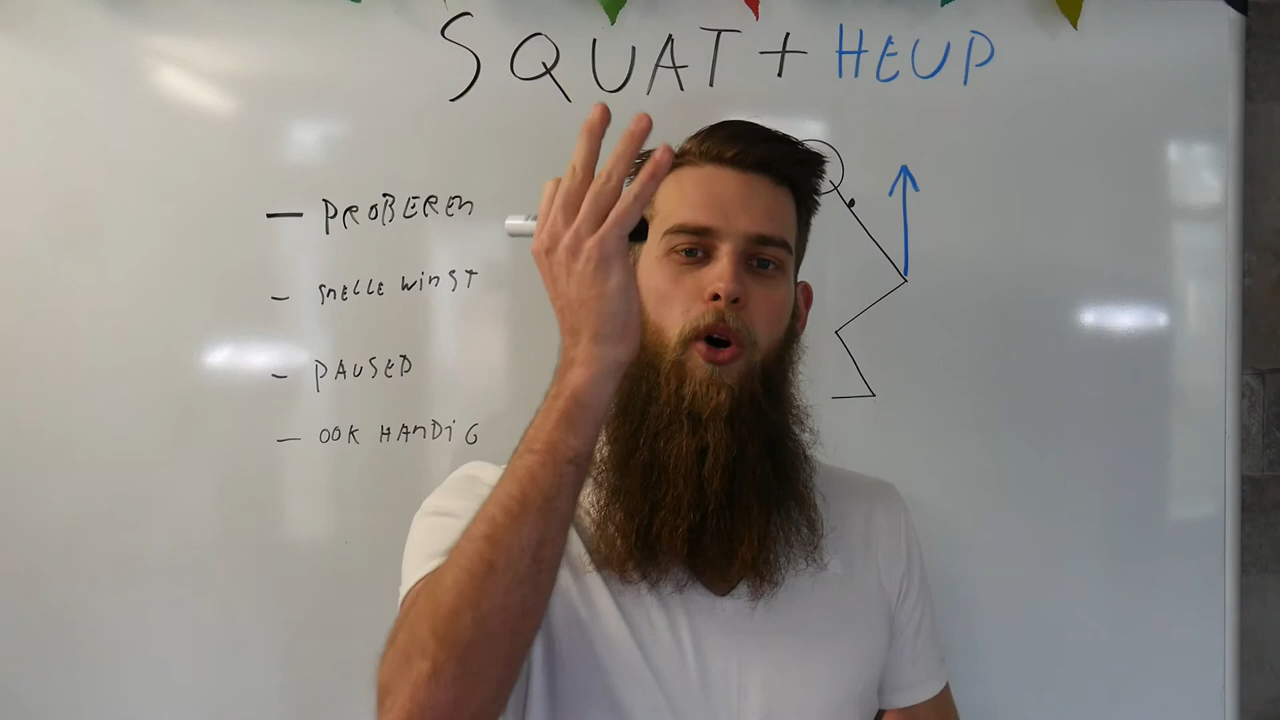 SQUAT + HEUP
— PROBEREN
- SNELLE WINST
- PAUSED
- OOK HANDIG